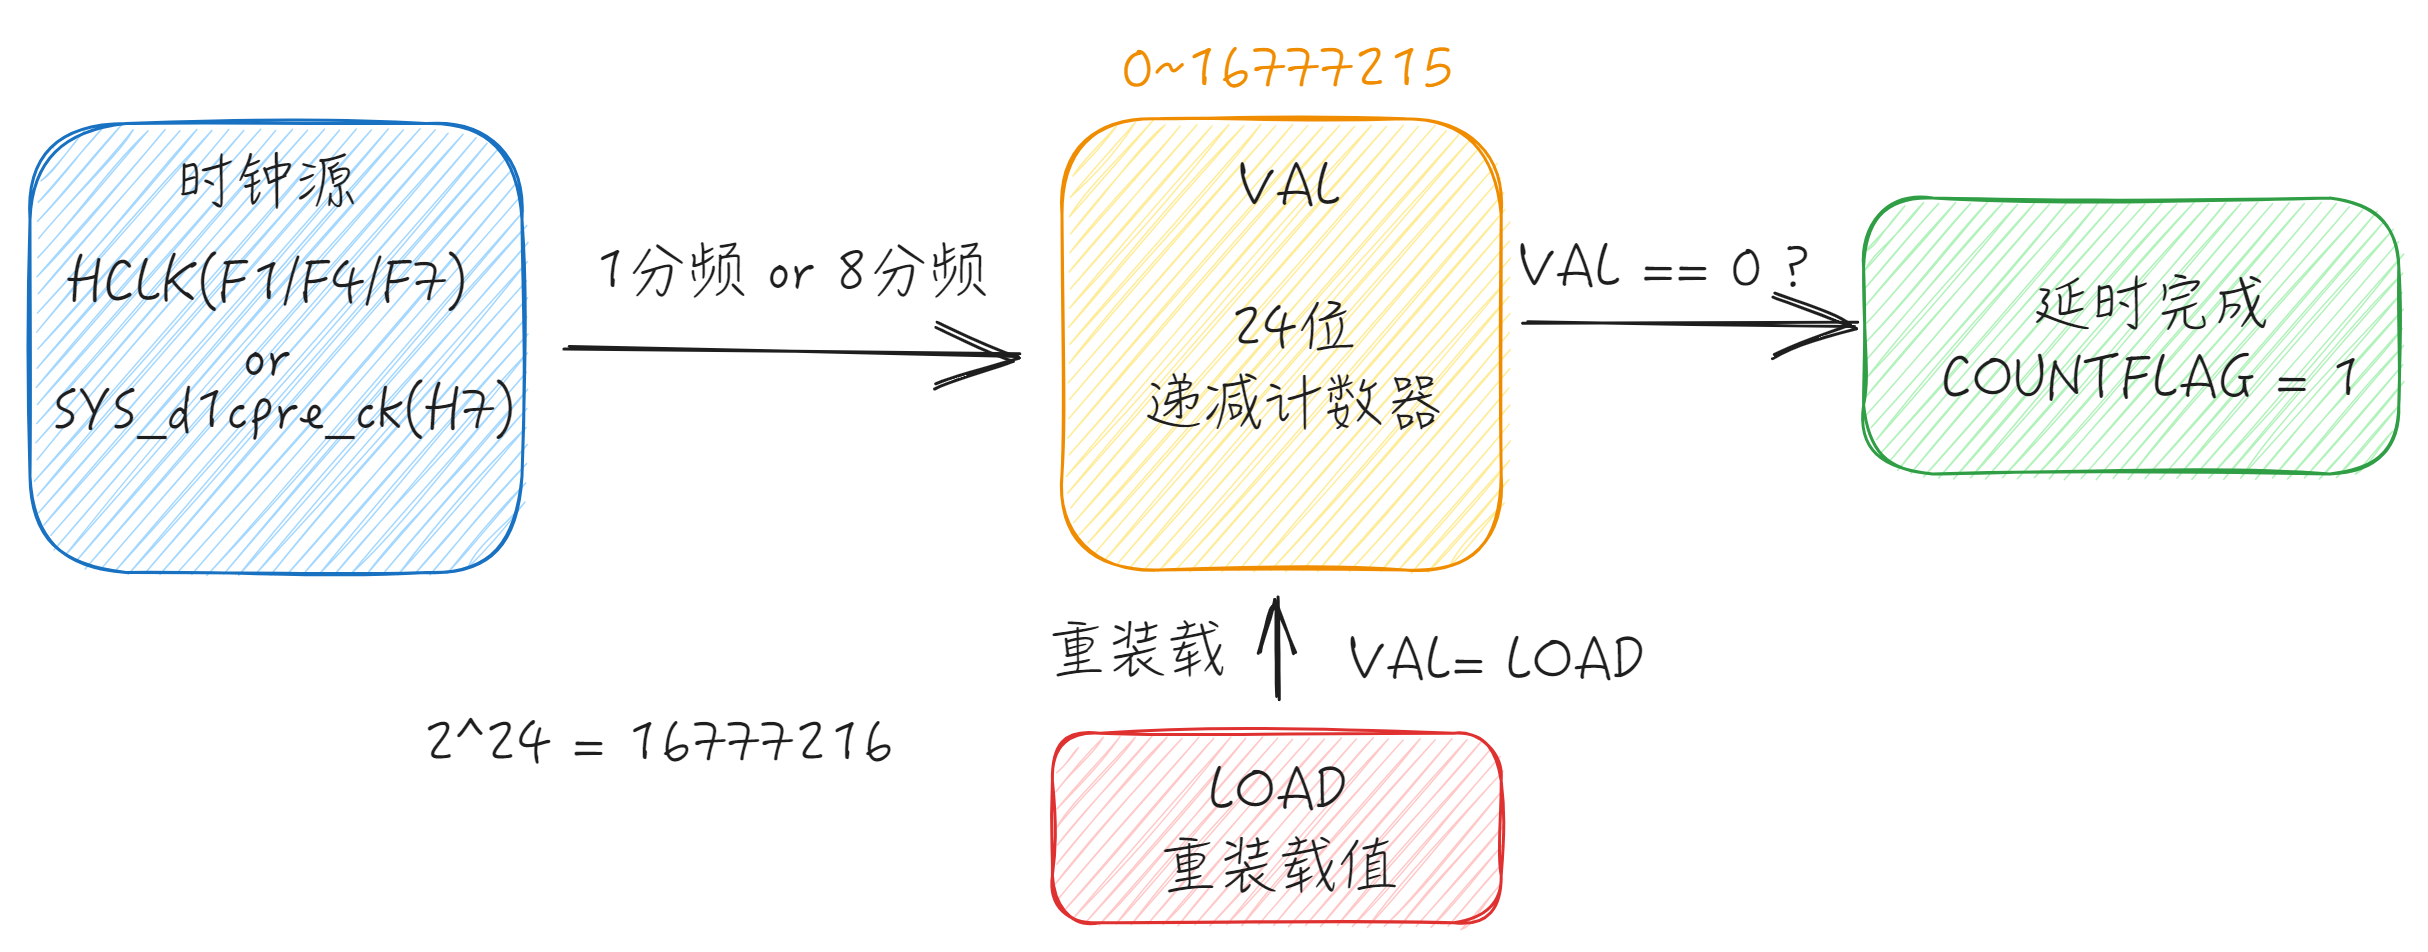 时钟源
HCLK(F1/F4/F7)
or
SYS_d1cpre_ck(H7)
1分频 or 8分频
0~16777215
VAL
24位
递减计数器
VAL == 0 ?
延时完成
COUNTFLAG = 1
重装载
VAL= LOAD
2^24 = 16777216
LOAD
重装载值